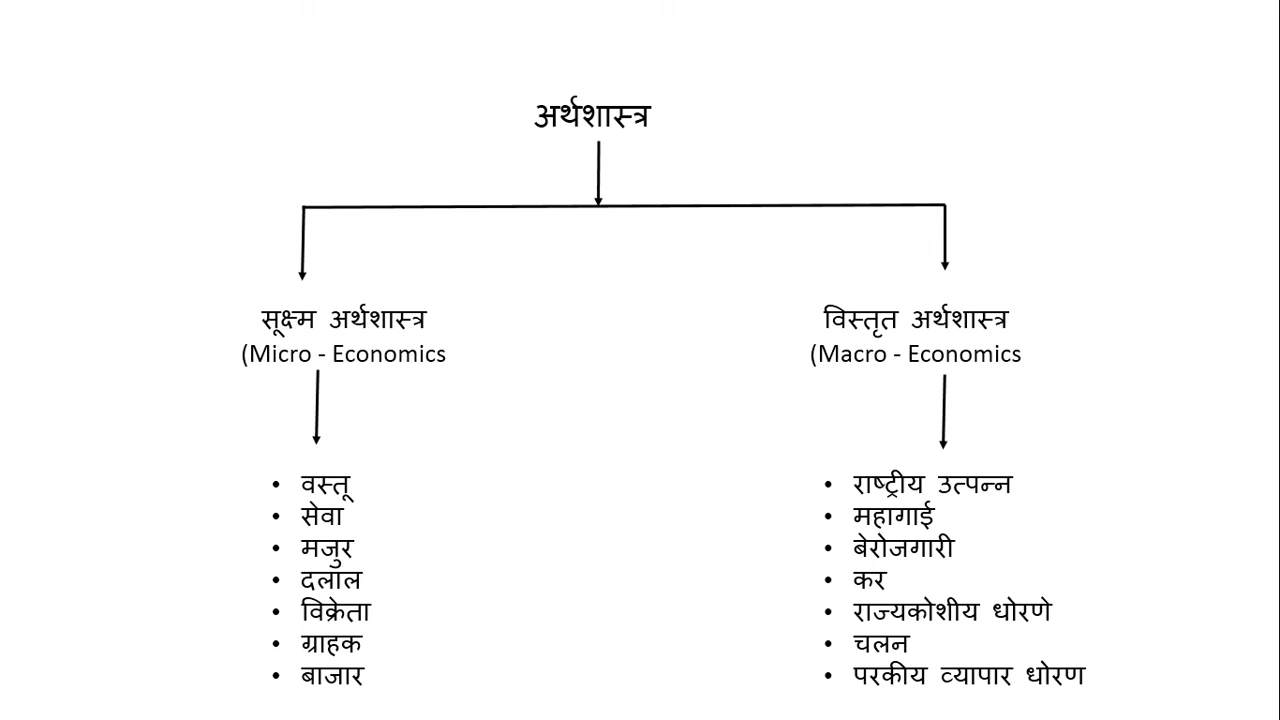 अर्थशास्त्र
सूक्ष्म अर्थशास्त्र
(Micro - Economics
• वस्तू
• सेवा
• मजुर
• दलाल
• विक्रेता
• ग्राहक
• बाजार
विस्तृत अर्थशास्त्र
(Macro - Economics
• राष्ट्रीय उत्पन्न
• महागाई
• बेरोजगारी
• कर
• राज्यकोशीय धोरणे
• चलन
• परकीय व्यापार धोरण